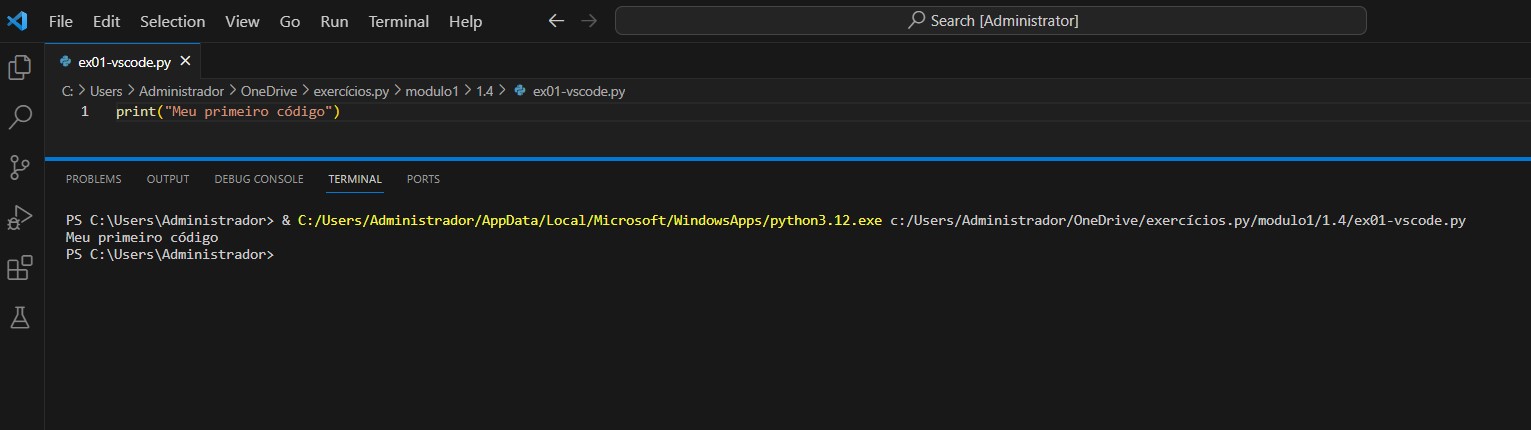 File Edit Selection View Go Run Terminal Help Search [Administrator]
ex01-vscode.py
C: > Users > Administrador > OneDrive > exercícios.py > modulo1 > 1.4 > ex01-vscode.py
1 print("Meu primeiro código")
PROBLEMS OUTPUT DEBUG CONSOLE TERMINAL PORTS
PS C:\Users\Administrador> & C:/Users/Administrador/AppData/Local/Microsoft/WindowsApps/python3.12.exe c:/Users/Administrador/OneDrive/exercícios.py/modulo1/1.4/ex01-vscode.py
Meu primeiro código
PS C:\Users\Administrador>